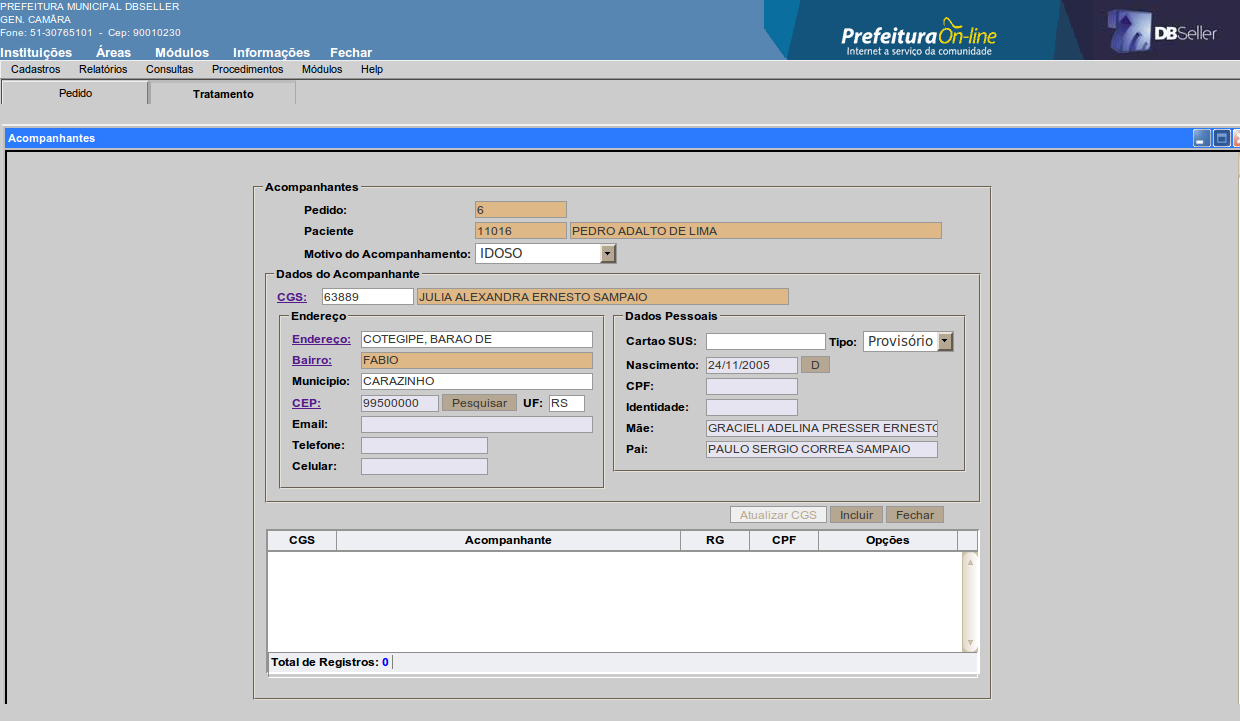 PREFEITURA MUNICIPAL DBSELLER
GEN. CAMÂRA
Fone: 51-30765101 - Cep: 90010230
Prefeitura On-line
Internet a serviço da comunidade
DBSeller
Instituições Áreas Módulos Informações Fechar
Cadastros Relatórios Consultas Procedimentos Módulos Help
Pedido Tratamento
Acompanhantes
Acompanhantes
Pedido: 6
Paciente 11016 PEDRO ADALTO DE LIMA
Motivo do Acompanhamento: IDOSO
Dados do Acompanhante
CGS: 63889 JULIA ALEXANDRA ERNESTO SAMPAIO
Endereço
Endereço: COTEGIPE, BARAO DE
Bairro: FABIO
Municipio: CARAZINHO
CEP: 99500000 Pesquisar UF: RS
Email:
Telefone:
Celular:
Dados Pessoais
Cartao SUS: Tipo: Provisório
Nascimento: 24/11/2005 D
CPF:
Identidade:
Mãe: GRACIELI ADELINA PRESSER ERNESTO
Pai: PAULO SERGIO CORREA SAMPAIO
Atualizar CGS Incluir Fechar
CGS Acompanhante RG CPF Opções
Total de Registros: 0